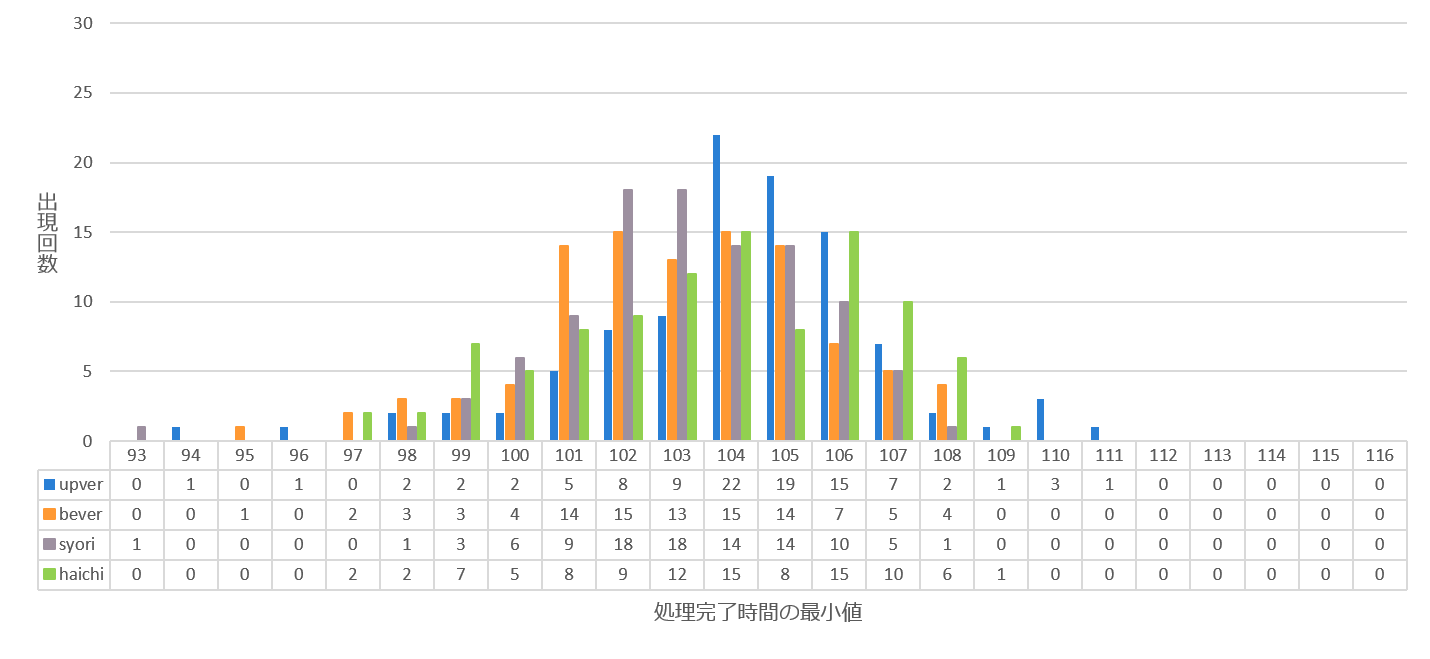 30
25
20
15
10
5
0
出現回数
93 94 95 96 97 98 99 100 101 102 103 104 105 106 107 108 109 110 111 112 113 114 115 116
upver 0 1 0 1 0 2 2 2 5 8 9 22 19 15 7 2 1 3 1 0 0 0 0 0
bever 0 0 1 0 2 3 3 4 14 15 13 15 14 7 5 4 0 0 0 0 0 0 0 0
syori 1 0 0 0 0 1 3 6 9 18 18 14 14 10 5 1 0 0 0 0 0 0 0 0
haichi 0 0 0 0 2 2 7 5 8 9 12 15 8 15 10 6 1 0 0 0 0 0 0 0
処理完了時間の最小値